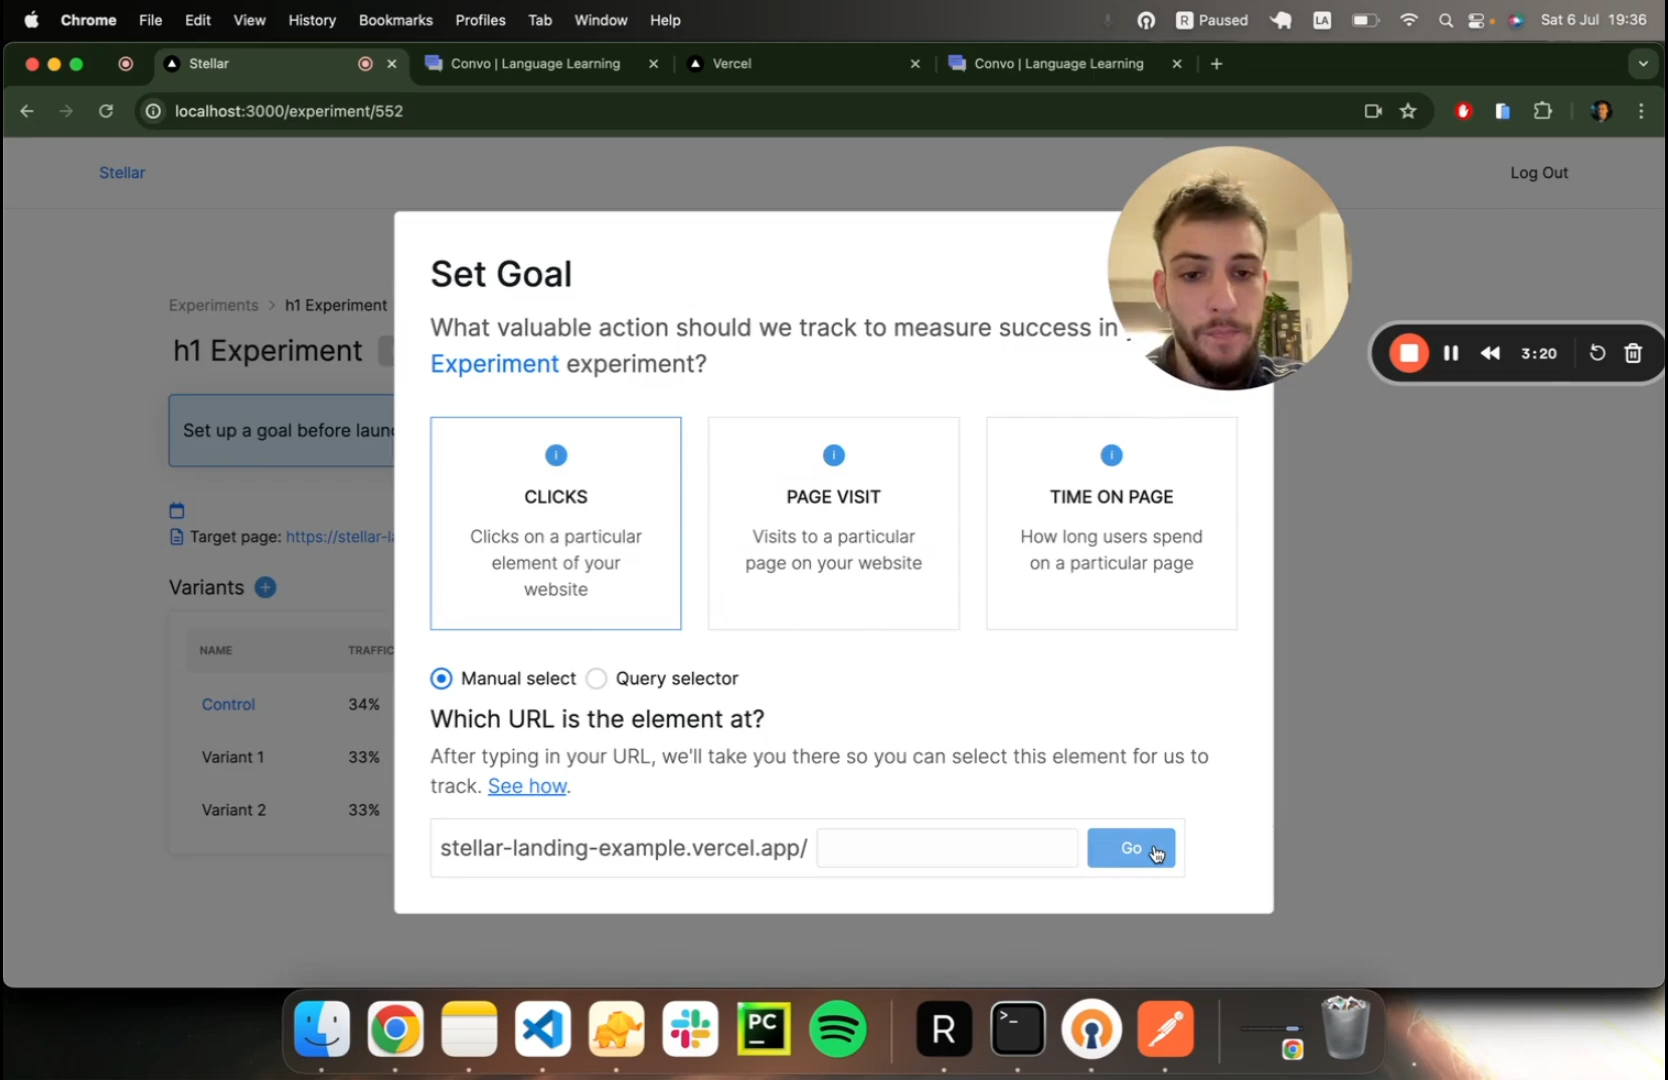 Chrome File Edit View History Bookmarks Profiles Tab Window Help
R Paused LA Sat 6 Jul 19:36
Stellar
Convo | Language Learning
Vercel
Convo | Language Learning
localhost:3000/experiment/552
Stellar
Log Out
Experiments > h1 Experiment
h1 Experiment
Set up a goal before laun
Target page: https://stellar-l
Variants
NAME TRAFFIC
Control 34%
Variant 1 33%
Variant 2 33%
Set Goal
What valuable action should we track to measure success in
Experiment experiment?
CLICKS
Clicks on a particular
element of your
website
PAGE VISIT
Visits to a particular
page on your website
TIME ON PAGE
How long users spend
on a particular page
Manual select Query selector
Which URL is the element at?
After typing in your URL, we'll take you there so you can select this element for us to
track. See how.
stellar-landing-example.vercel.app/
Go
3:20
PC
R
>_